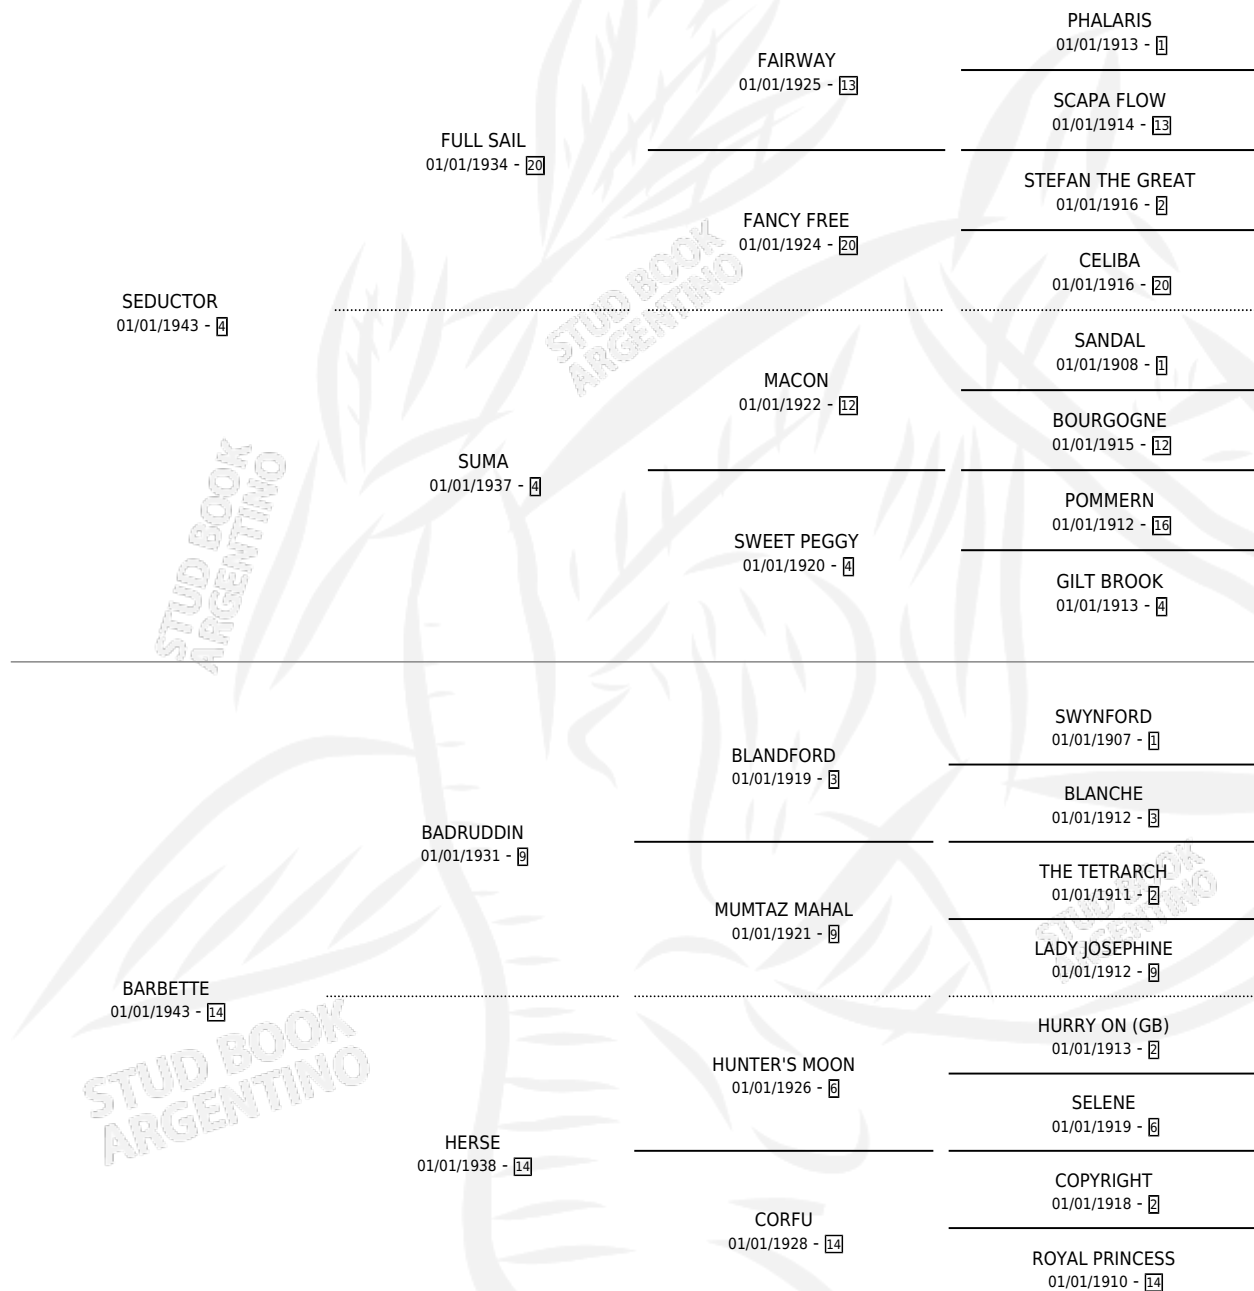 PHALARIS
01/01/1913 - 1
FAIRWAY
01/01/1925 - 13
SCAPA FLOW
01/01/1914 - 13
FULL SAIL
01/01/1934 - 20
STEFAN THE GREAT
01/01/1916 - 2
FANCY FREE
01/01/1924 - 20
CELIBA
01/01/1916 - 20
SEDUCTOR
01/01/1943 - 4
SANDAL
01/01/1908 - 1
MACON
01/01/1922 - 12
BOURGOGNE
01/01/1915 - 12
SUMA
01/01/1937 - 4
POMMERN
01/01/1912 - 16
SWEET PEGGY
01/01/1920 - 4
GILT BROOK
01/01/1913 - 4
STUD BOOK
ARGENTINO
STUD BOOK
ARGENTINO
SWYNFORD
01/01/1907 - 1
BLANDFORD
01/01/1919 - 3
BLANCHE
01/01/1912 - 3
BADRUDDIN
01/01/1931 - 9
THE TETRARCH
01/01/1911 - 2
MUMTAZ MAHAL
01/01/1921 - 9
LADY JOSEPHINE
01/01/1912 - 9
BARBETTE
01/01/1943 - 14
HURRY ON (GB)
01/01/1913 - 2
HUNTER'S MOON
01/01/1926 - 6
SELENE
01/01/1919 - 6
HERSE
01/01/1938 - 14
COPYRIGHT
01/01/1918 - 2
CORFU
01/01/1928 - 14
ROYAL PRINCESS
01/01/1910 - 14
STUD BOOK
ARGENTINO
STUD BOOK
ARGENTINO